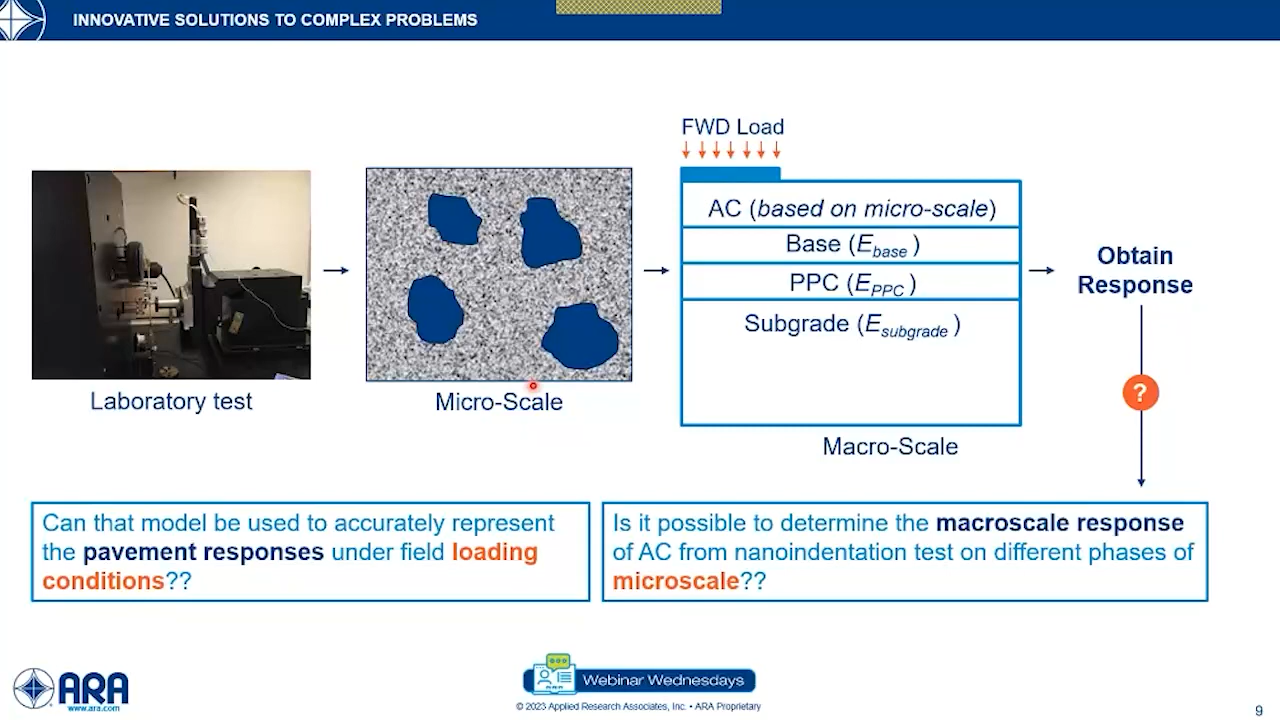 INNOVATIVE SOLUTIONS TO COMPLEX PROBLEMS
FWD Load
AC (based on micro-scale)
Base (Ebase )
PPC (EPPC )
Subgrade (Esubgrade )
Obtain
Response
?
Laboratory test
Micro-Scale
Macro-Scale
Can that model be used to accurately represent
the pavement responses under field loading
conditions??
Is it possible to determine the macroscale response
of AC from nanoindentation test on different phases of
microscale??
ARA
www.ara.com
Webinar Wednesdays
© 2023 Applied Research Associates, Inc. • ARA Proprietary
9